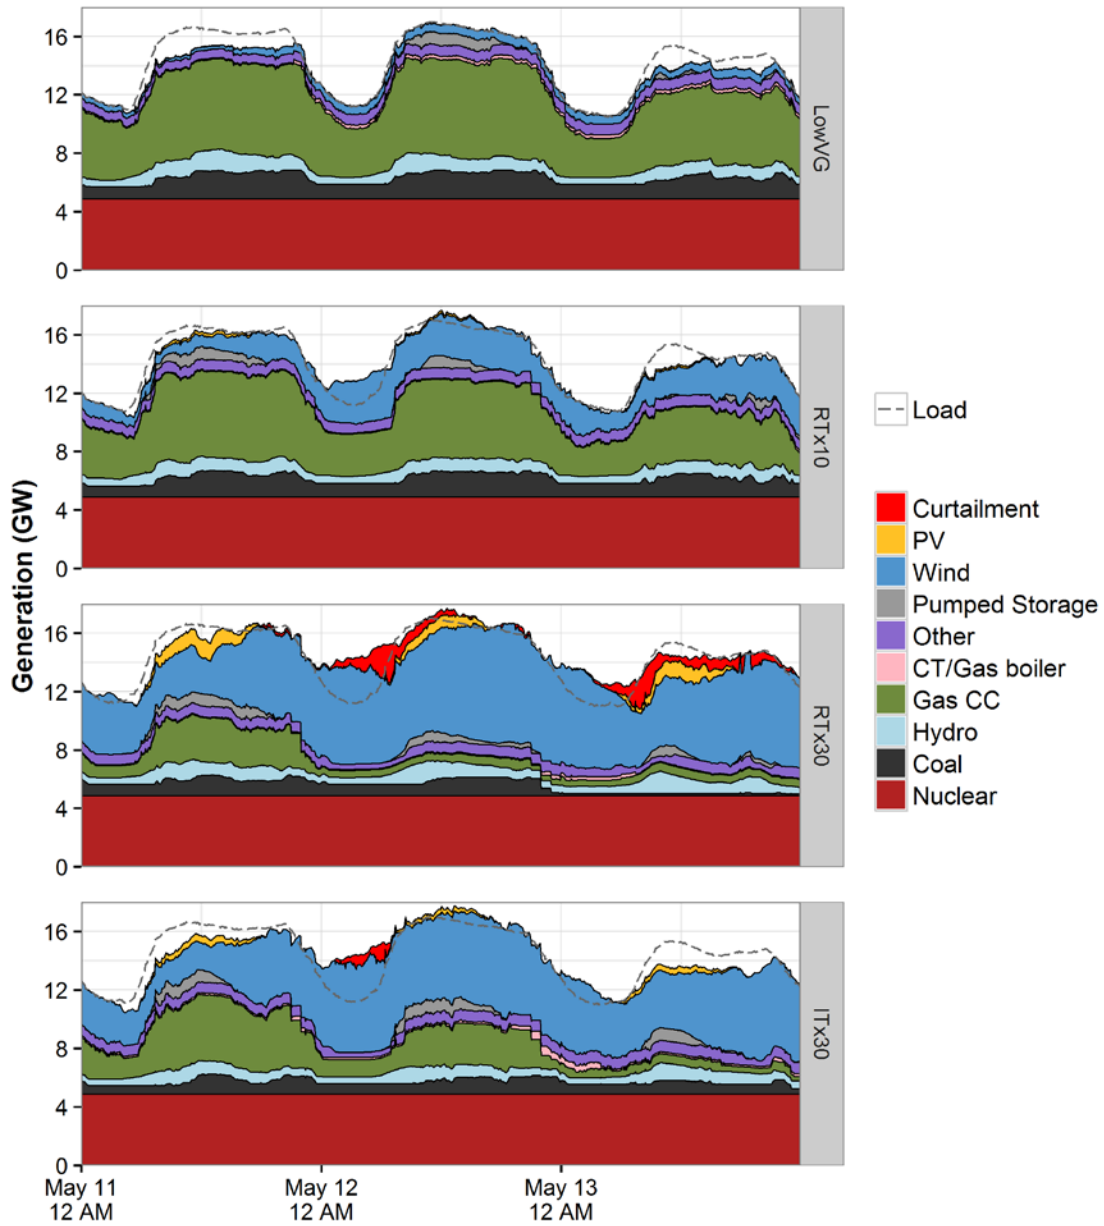 16
12
8
4
0
LowVG
16
12
8
4
0
RTx10
16
12
8
4
0
RTx30
16
12
8
4
0
ITx30
Generation (GW)
May 11
12 AM
May 12
12 AM
May 13
12 AM
Load
Curtailment
PV
Wind
Pumped Storage
Other
CT/Gas boiler
Gas CC
Hydro
Coal
Nuclear